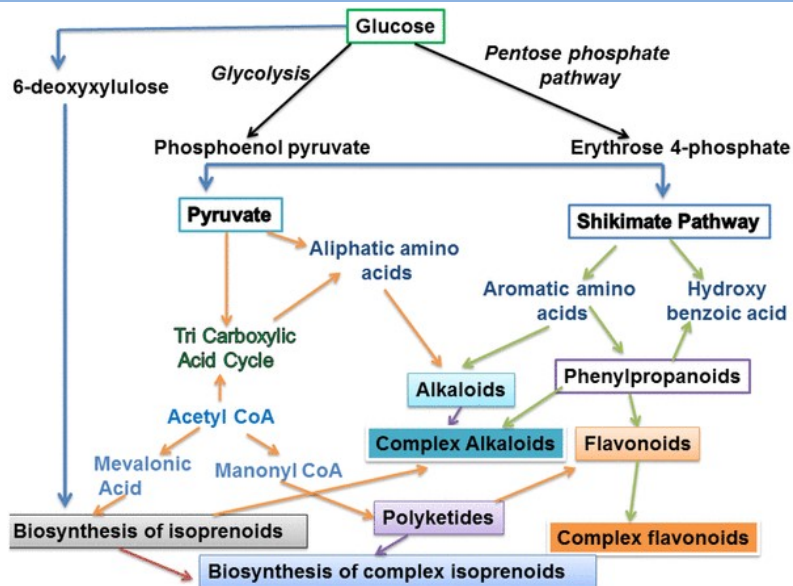 Glucose
Pentose phosphate
pathway
Glycolysis
6-deoxyxylulose
Phosphoenol pyruvate
Erythrose 4-phosphate
Pyruvate
Shikimate Pathway
Aliphatic amino
acids
Aromatic amino
acids
Hydroxy
benzoic acid
Tri Carboxylic
Acid Cycle
Alkaloids
Phenylpropanoids
Acetyl CoA
Complex Alkaloids
Flavonoids
Mevalonic
Acid
Manonyl CoA
Biosynthesis of isoprenoids
Polyketides
Complex flavonoids
Biosynthesis of complex isoprenoids